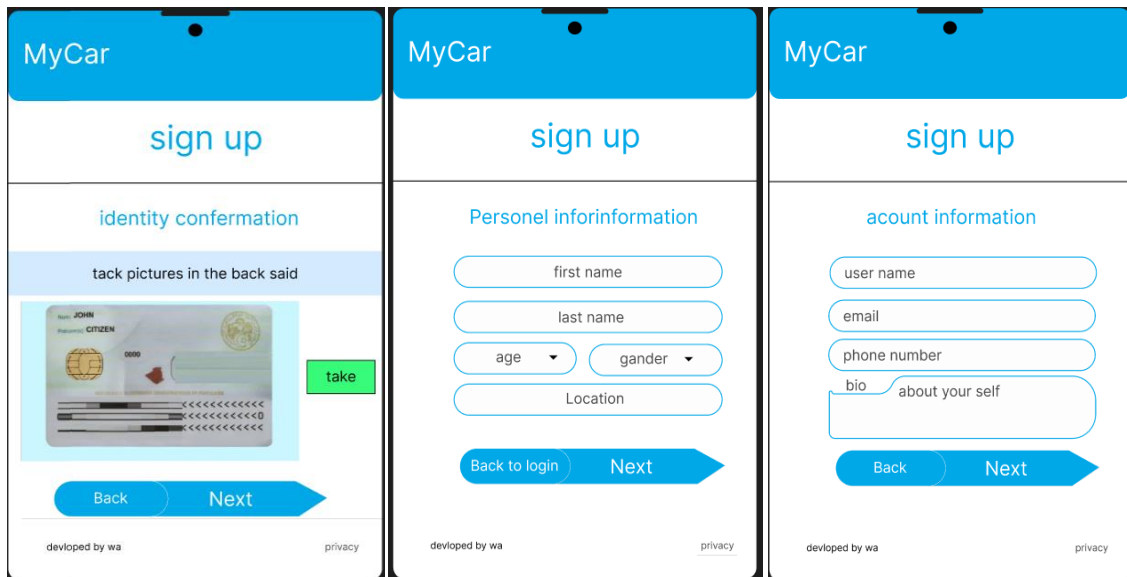 MyCar
sign up
identity confermation
tack pictures in the back said
Nom: JOHN
Prénom(s): CITIZEN
0000
<<<<<<<<<<<<<
<<<<<<<<<<<<0
<<<<<<<<<<<<<
take
Back Next
devloped by wa privacy
MyCar
sign up
Personel inforinformation
first name
last name
age gander
Location
Back to login Next
devloped by wa privacy
MyCar
sign up
acount information
user name
email
phone number
bio about your self
Back Next
devloped by wa privacy